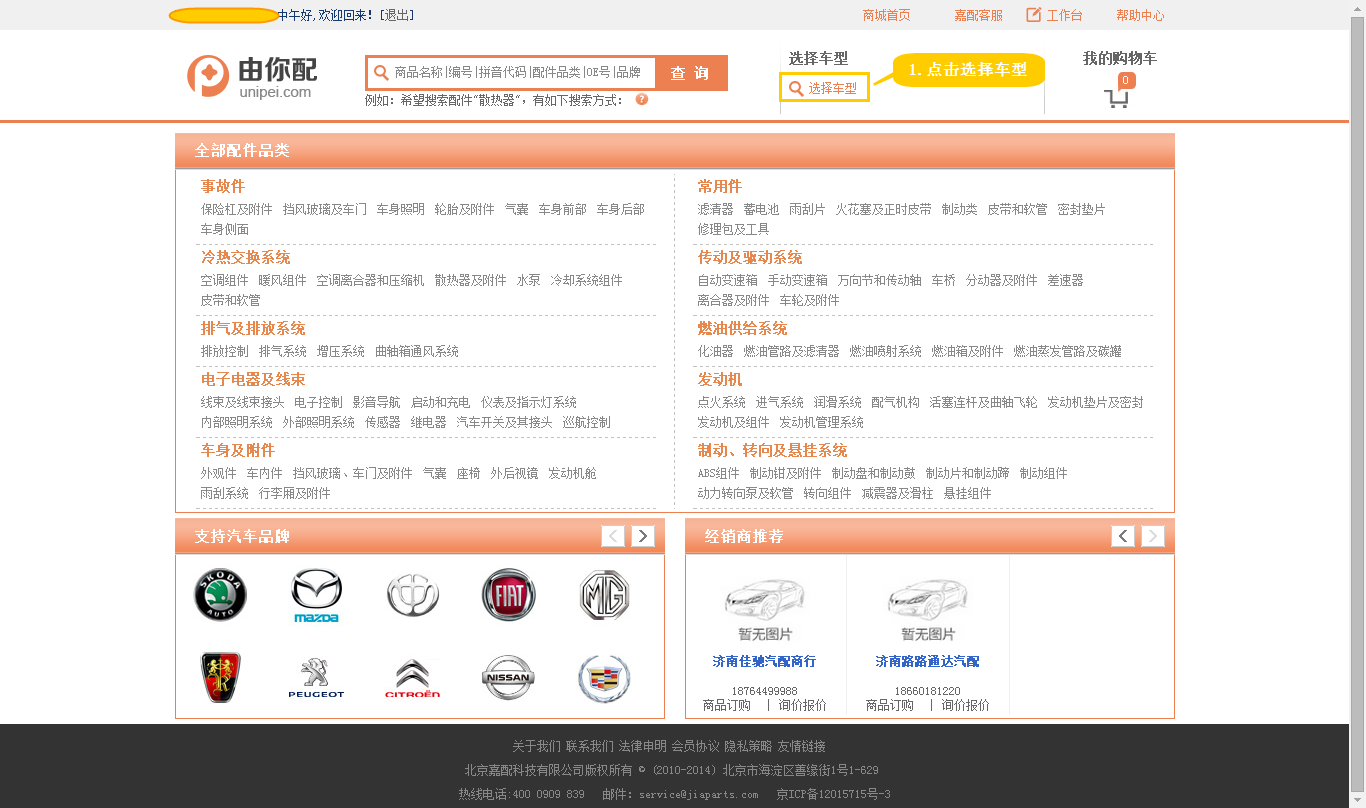 中午好, 欢迎回来! [退出]
商城首页 嘉配客服 工作台 帮助中心
由你配
unipei.com
商品名称|编号|拼音代码|配件品类|OE号|品牌
查 询
例如: 希望搜索配件“散热器”, 有如下搜索方式:
?
选择车型
选择车型
1. 点击选择车型
我的购物车
0
全部配件品类
事故件
保险杠及附件 挡风玻璃及车门 车身照明 轮胎及附件 气囊 车身前部 车身后部
车身侧面
常用件
滤清器 蓄电池 雨刮片 火花塞及正时皮带 制动类 皮带和软管 密封垫片
修理包及工具
冷热交换系统
空调组件 暖风组件 空调离合器和压缩机 散热器及附件 水泵 冷却系统组件
皮带和软管
传动及驱动系统
自动变速箱 手动变速箱 万向节和传动轴 车桥 分动器及附件 差速器
离合器及附件 车轮及附件
排气及排放系统
排放控制 排气系统 增压系统 曲轴箱通风系统
燃油供给系统
化油器 燃油管路及滤清器 燃油喷射系统 燃油箱及附件 燃油蒸发管路及碳罐
电子电器及线束
线束及线束接头 电子控制 影音导航 启动和充电 仪表及指示灯系统
内部照明系统 外部照明系统 传感器 继电器 汽车开关及其接头 巡航控制
发动机
点火系统 进气系统 润滑系统 配气机构 活塞连杆及曲轴飞轮 发动机垫片及密封
发动机及组件 发动机管理系统
车身及附件
外观件 车内件 挡风玻璃、车门及附件 气囊 座椅 外后视镜 发动机舱
雨刮系统 行李厢及附件
制动、转向及悬挂系统
ABS组件 制动钳及附件 制动盘和制动鼓 制动片和制动蹄 制动组件
动力转向泵及软管 转向组件 减震器及滑柱 悬挂组件
支持汽车品牌
SKODA AUTO
mazda
FIAT
MG
PEUGEOT
CITROËN
NISSAN
经销商推荐
暂无图片
济南佳驰汽配商行
18764499988
商品订购 | 询价报价
暂无图片
济南路路通达汽配
18660181220
商品订购 | 询价报价
关于我们 联系我们 法律申明 会员协议 隐私策略 友情链接
北京嘉配科技有限公司版权所有 © (2010-2014) 北京市海淀区善缘街1号1-629
热线电话:400 0909 839 邮件: service@jiaparts.com 京ICP备12015715号-3